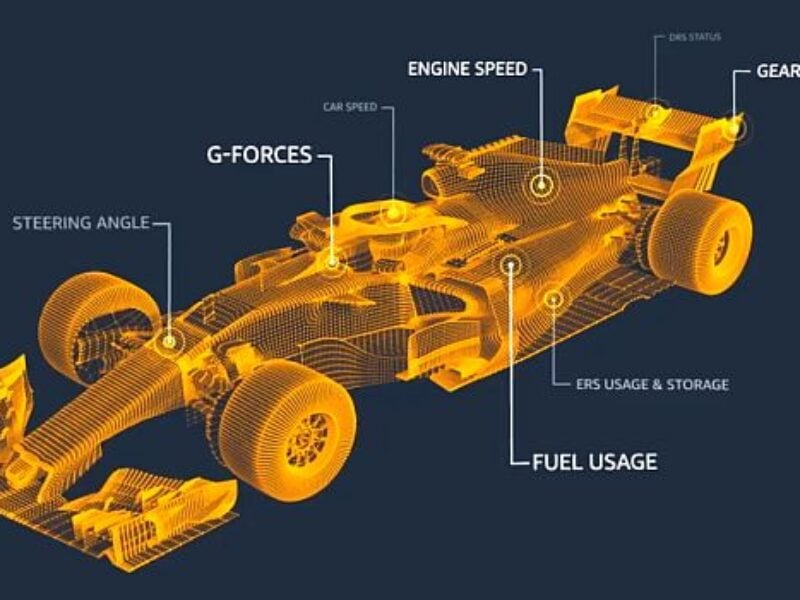 DRS STATUS
ENGINE SPEED
GEAR
CAR SPEED
G-FORCES
STEERING ANGLE
ERS USAGE & STORAGE
FUEL USAGE